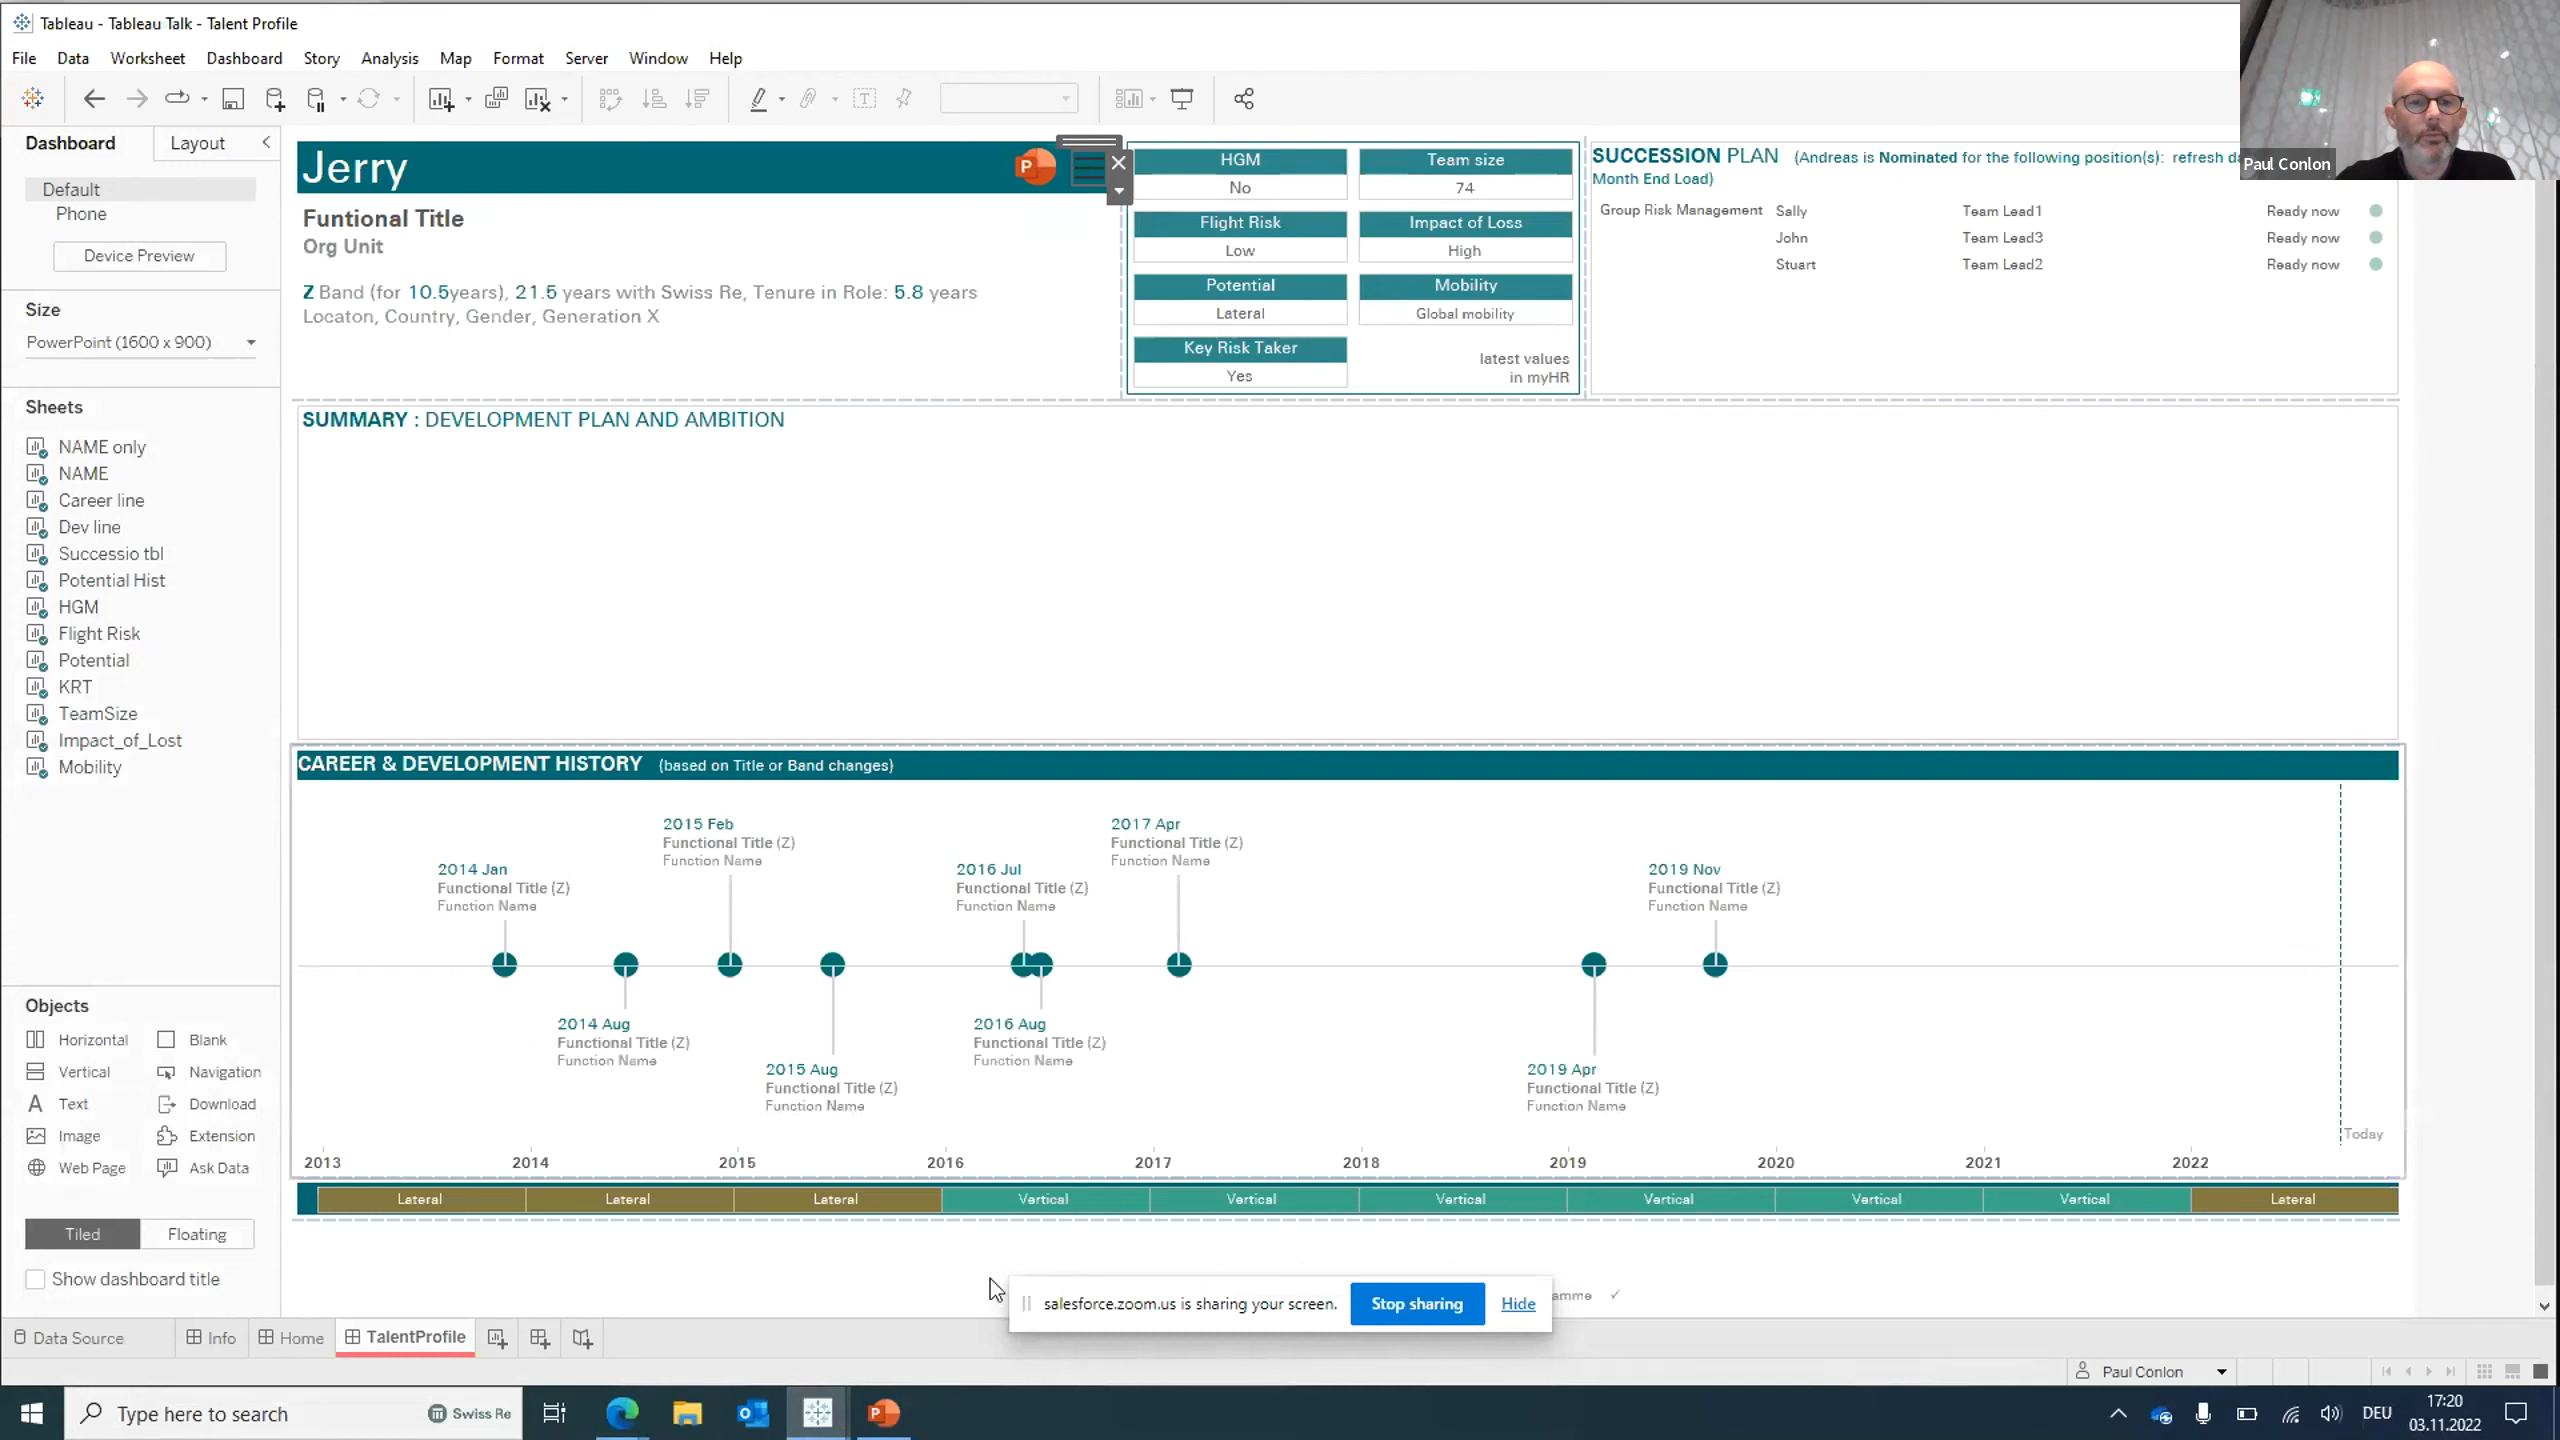 Tableau - Tableau Talk - Talent Profile
File Data Worksheet Dashboard Story Analysis Map Format Server Window Help
Paul Conlon
Dashboard Layout
Default
Phone
Device Preview
Size
PowerPoint (1600 x 900)
Sheets
NAME only
NAME
Career line
Dev line
Successio tbl
Potential Hist
HGM
Flight Risk
Potential
KRT
TeamSize
Impact_of_Lost
Mobility
Objects
Horizontal Blank
Vertical Navigation
Text Download
Image Extension
Web Page Ask Data
Tiled Floating
Show dashboard title
Jerry
Funtional Title
Org Unit
Z Band (for 10.5years), 21.5 years with Swiss Re, Tenure in Role: 5.8 years
Locaton, Country, Gender, Generation X
HGM Team size
No 74
Flight Risk Impact of Loss
Low High
Potential Mobility
Lateral Global mobility
Key Risk Taker
Yes
latest values
in myHR
SUCCESSION PLAN (Andreas is Nominated for the following position(s): refresh
Month End Load)
Group Risk Management Sally Team Lead1 Ready now
John Team Lead3 Ready now
Stuart Team Lead2 Ready now
SUMMARY : DEVELOPMENT PLAN AND AMBITION
CAREER & DEVELOPMENT HISTORY (based on Title or Band changes)
2014 Jan
Functional Title (Z)
Function Name
2015 Feb
Functional Title (Z)
Function Name
2016 Jul
Functional Title (Z)
Function Name
2017 Apr
Functional Title (Z)
Function Name
2019 Nov
Functional Title (Z)
Function Name
2014 Aug
Functional Title (Z)
Function Name
2015 Aug
Functional Title (Z)
Function Name
2016 Aug
Functional Title (Z)
Function Name
2019 Apr
Functional Title (Z)
Function Name
Today
2013 2014 2015 2016 2017 2018 2019 2020 2021 2022
Lateral Lateral Lateral Vertical Vertical Vertical Vertical Vertical Vertical Lateral
salesforce.zoom.us is sharing your screen. Stop sharing Hide
amme ✓
Data Source Info Home TalentProfile
Paul Conlon
Type here to search Swiss Re
DEU
17:20
03.11.2022